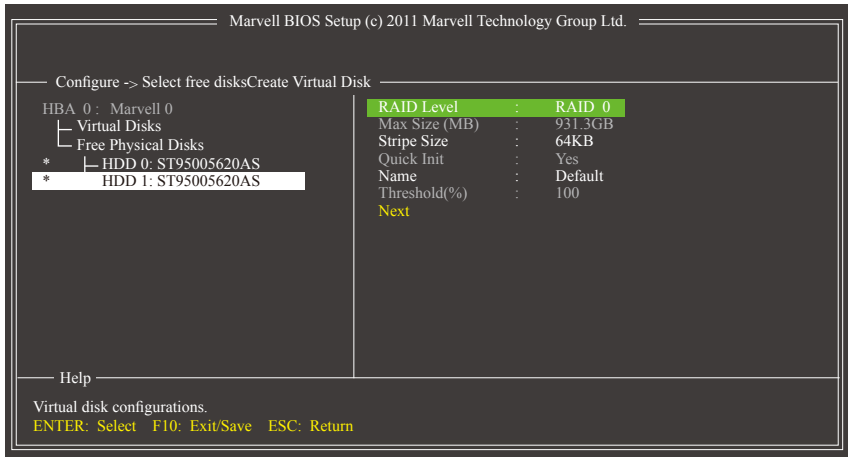 Marvell BIOS Setup (c) 2011 Marvell Technology Group Ltd.
Configure -> Select free disksCreate Virtual Disk
HBA 0 : Marvell 0
Virtual Disks
Free Physical Disks
* HDD 0: ST95005620AS
* HDD 1: ST95005620AS
RAID Level : RAID 0
Max Size (MB) : 931.3GB
Stripe Size : 64KB
Quick Init : Yes
Name : Default
Threshold(%) : 100
Next
Help
Virtual disk configurations.
ENTER: Select F10: Exit/Save ESC: Return